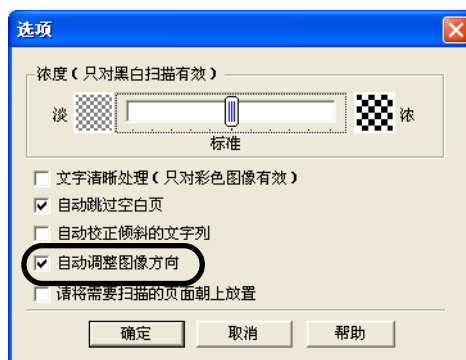 选项
浓度(只对黑白扫描有效)
淡 浓
标准
文字清晰处理(只对彩色图像有效)
自动跳过空白页
自动校正倾斜的文字列
自动调整图像方向
请将需要扫描的页面朝上放置
确定 取消 帮助